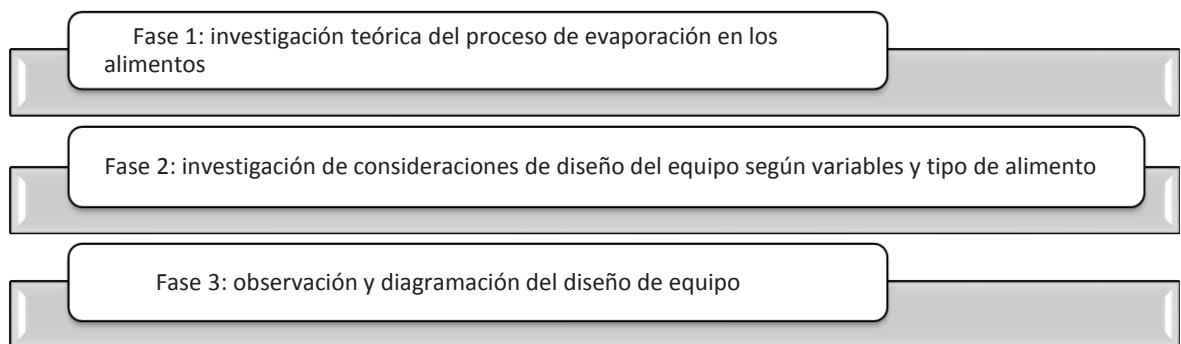 Fase 1: investigación teórica del proceso de evaporación en los
alimentos
Fase 2: investigación de consideraciones de diseño del equipo según variables y tipo de alimento
Fase 3: observación y diagramación del diseño de equipo